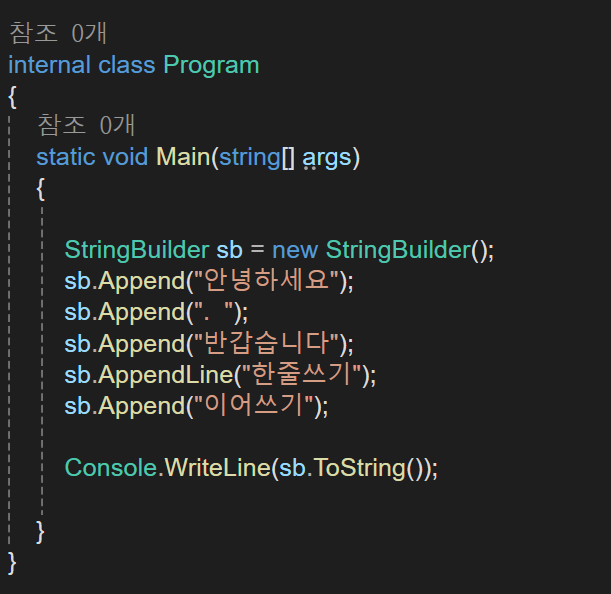 참조 0개
internal class Program
{
참조 0개
static void Main(string[] args)
{
StringBuilder sb = new StringBuilder();
sb.Append("안녕하세요");
sb.Append(". ");
sb.Append("반갑습니다");
sb.AppendLine("한줄쓰기");
sb.Append("이어쓰기");
Console.WriteLine(sb.ToString());
}
}